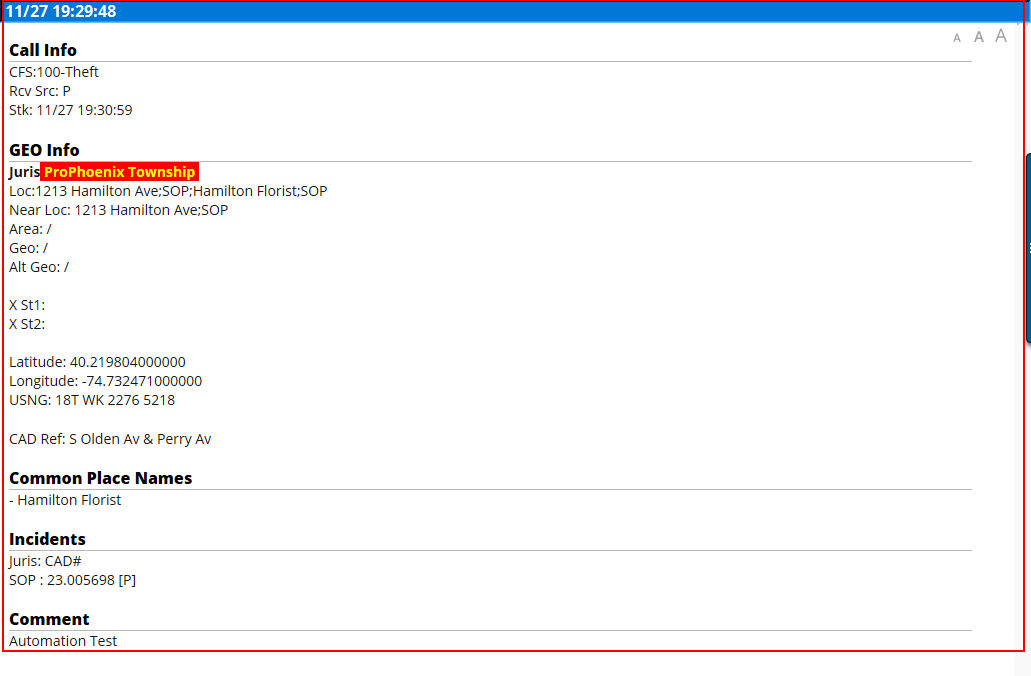 11/27 19:29:48
A A A
Call Info
CFS:100-Theft
Rcv Src: P
Stk: 11/27 19:30:59
GEO Info
Juris ProPhoenix Township
Loc:1213 Hamilton Ave;SOP;Hamilton Florist;SOP
Near Loc: 1213 Hamilton Ave;SOP
Area: /
Geo: /
Alt Geo: /
X St1:
X St2:
Latitude: 40.219804000000
Longitude: -74.732471000000
USNG: 18T WK 2276 5218
CAD Ref: S Olden Av & Perry Av
Common Place Names
- Hamilton Florist
Incidents
Juris: CAD#
SOP : 23.005698 [P]
Comment
Automation Test